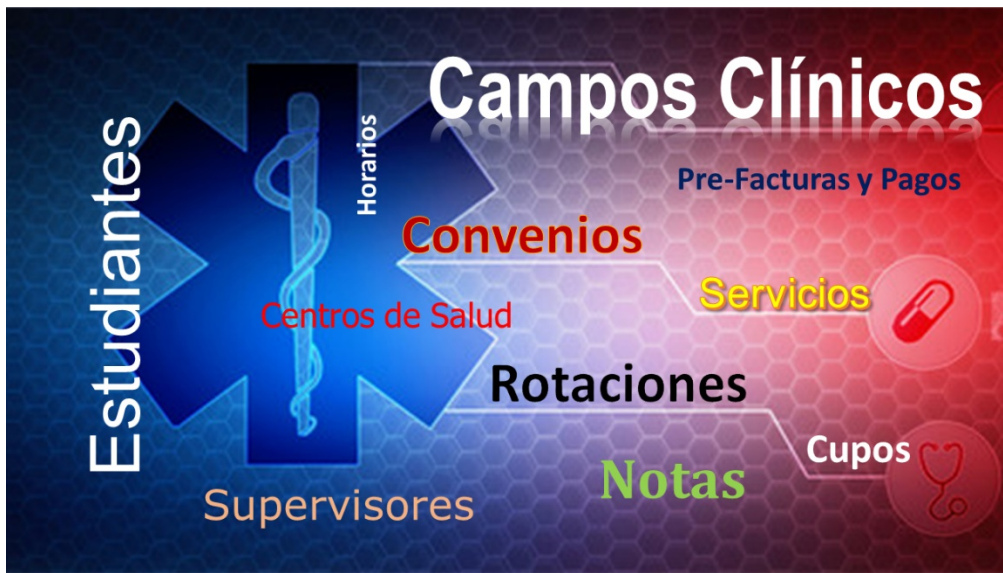 Campos Clínicos
Estudiantes
Horarios
Pre-Facturas y Pagos
Convenios
Servicios
Centros de Salud
Rotaciones
Cupos
Notas
Supervisores